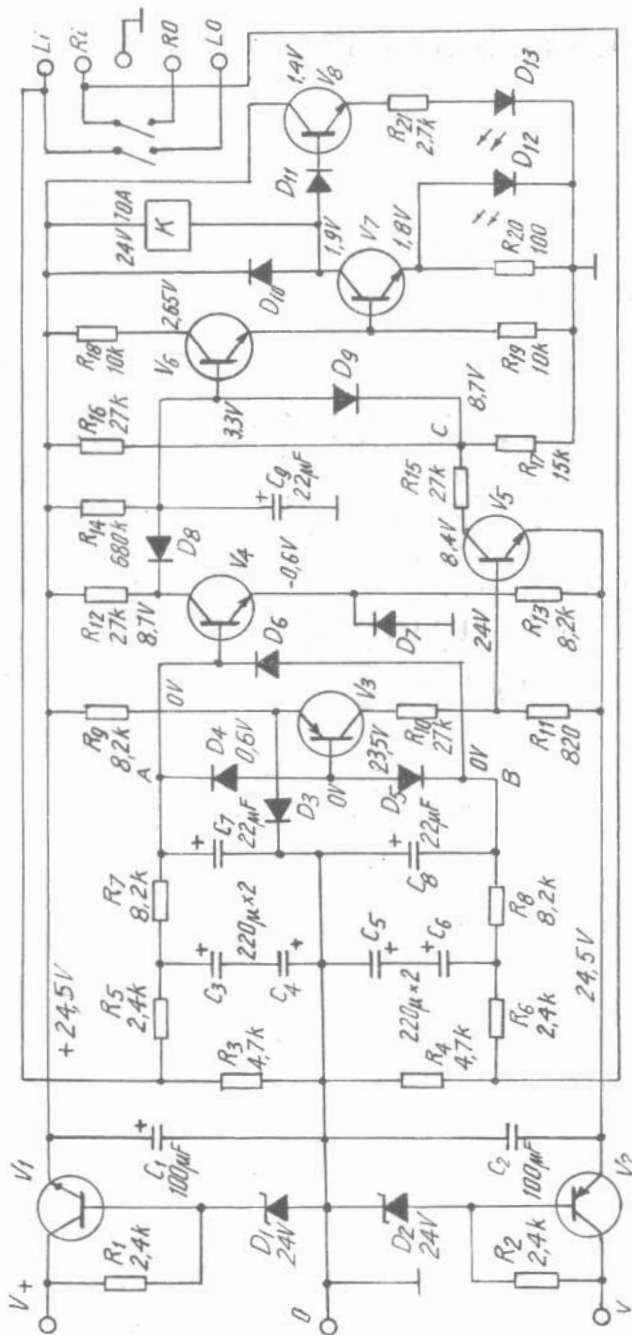 V+
0
V
V1
R1
2,4k
D1
24V
D2
24V
R2
2,4k
V2
C1
100µF
C2
100µF
+24,5V
24,5V
R3
4,7k
R4
4,7k
R5
2,4k
C3
C4
220µ×2
C5
C6
220µ×2
R6
2,4k
R7
8,2k
C7
22µF
C8
22µF
R8
8,2k
A
D4
0,6V
D3
0V
D5
B
R9
8,2k
0V
V3
23,5V
R10
27k
0V
R11
820
D6
R12
27k
8,7V
V4
-0,6V
D7
24V
R13
8,2k
R14
680k
D8
C9
22µF
8,4V
V5
R15
27k
R16
27k
3,3V
D9
C
8,7V
R17
15k
R18
10k
2,65V
V6
R19
10k
24V 70A
K
D10
1,9V
V7
1,8V
R20
100
D11
1,4V
V8
R21
2,7k
D12
D13
Li
Ri
RO
LO